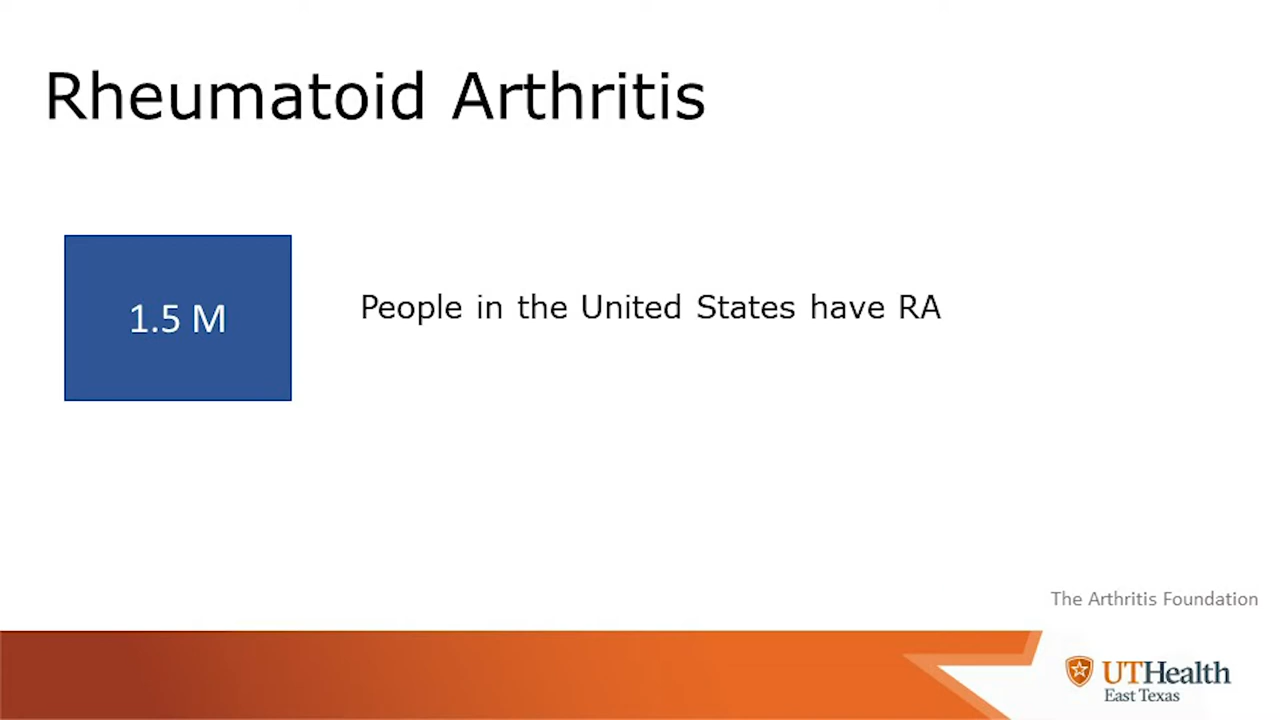 Rheumatoid Arthritis
1.5 M
People in the United States have RA
The Arthritis Foundation
UTHealth
East Texas